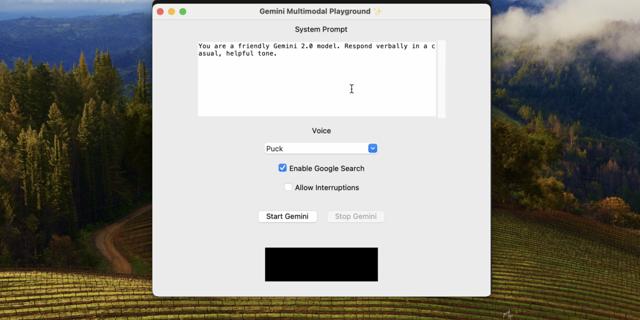 Gemini Multimodal Playground ✨
System Prompt
You are a friendly Gemini 2.0 model. Respond verbally in a c
asual, helpful tone.
Voice
Puck
Enable Google Search
Allow Interruptions
Start Gemini
Stop Gemini